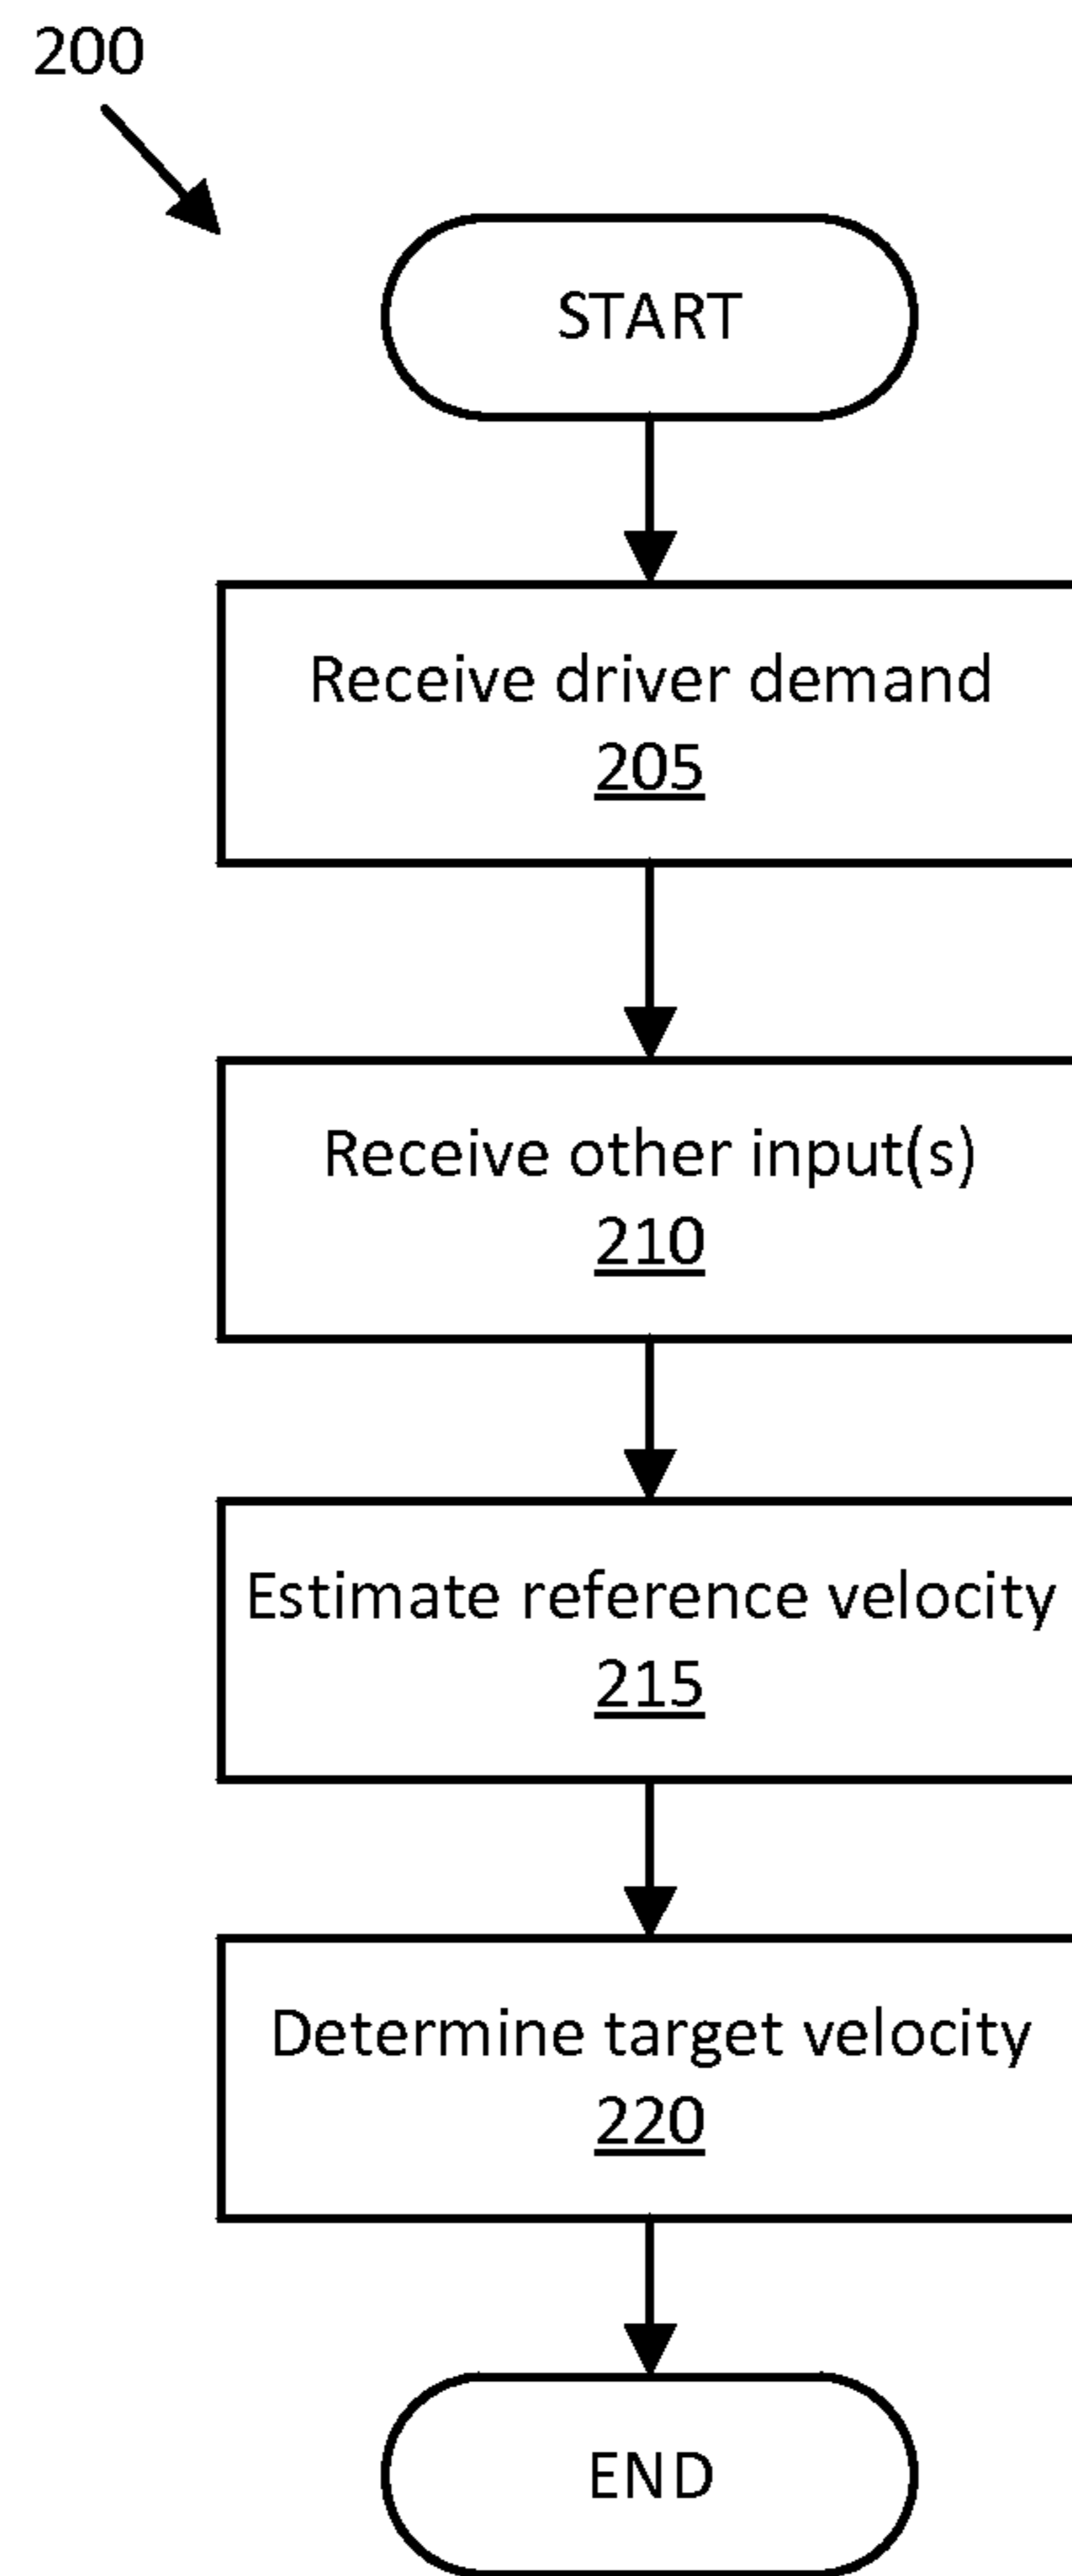 200
START
Receive driver demand
205
Receive other input(s)
210
Estimate reference velocity
215
Determine target velocity
220
END